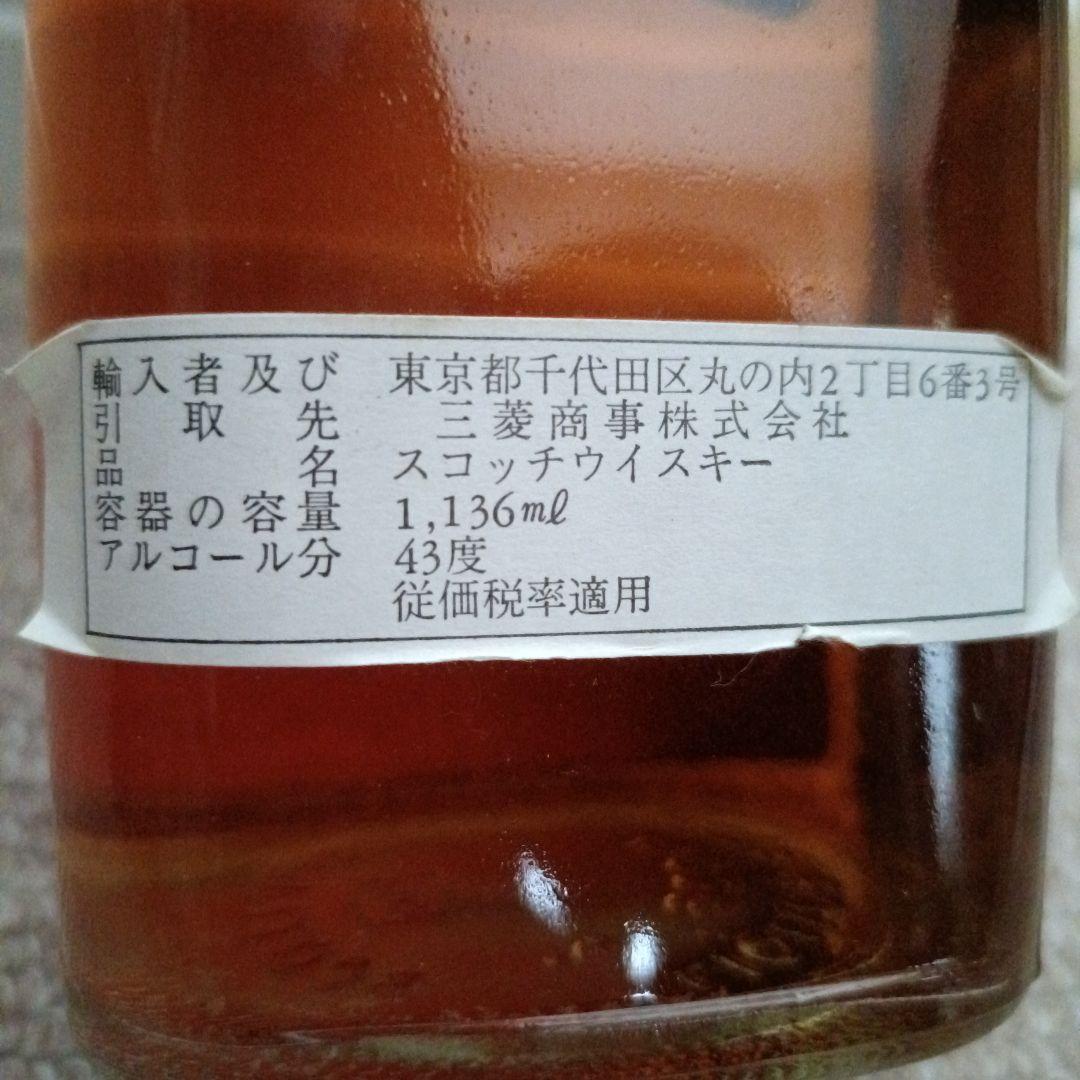 輸入者及び 東京都千代田区丸の内2丁目6番3号
引取先 三菱商事株式会社
品名 スコッチウイスキー
容器の容量 1,136ml
アルコール分 43度
従価税率適用